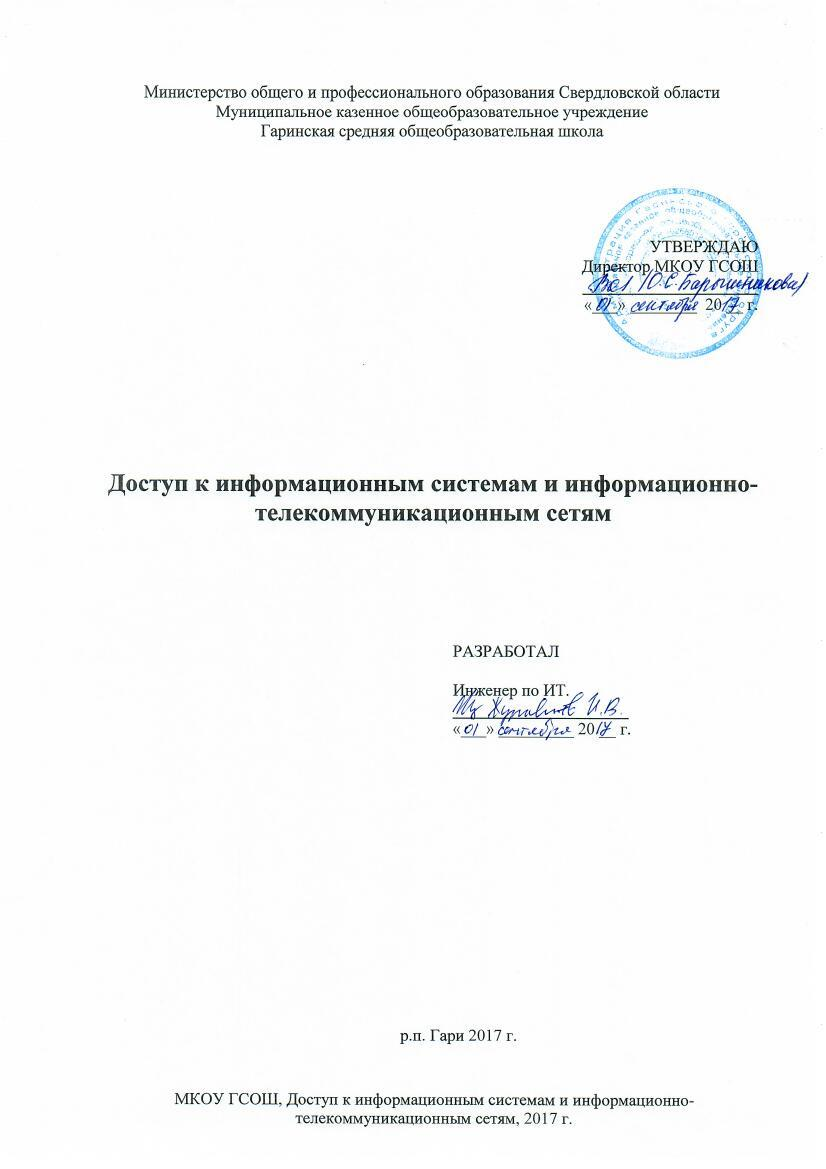 Министерство общего и профессионального образования Свердловской области
Муниципальное казенное общеобразовательное учреждение
Гаринская средняя общеобразовательная школа
УТВЕРЖДАЮ
Директор МКОУ ГСОШ
(О.С. Барышникова)
« 01 » сентября 2017 г.
Доступ к информационным системам и информационно-
телекоммуникационным сетям
РАЗРАБОТАЛ
Инженер по ИТ.
И.В.
« 01 » сентября 2017 г.
р.п. Гари 2017 г.
МКОУ ГСОШ, Доступ к информационным системам и информационно-
телекоммуникационным сетям, 2017 г.